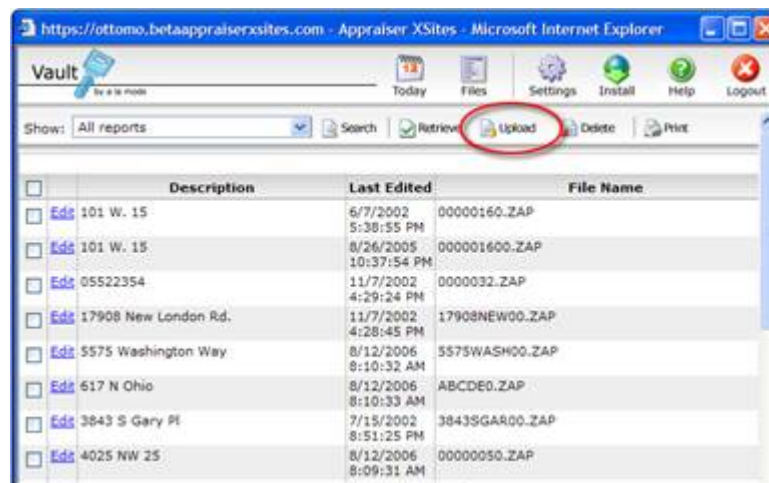 https://ottomo.betaappraiserxsites.com - Appraiser XSites - Microsoft Internet Explorer
Vault
by a la mode
12
Today Files Settings Install Help Logout
Show: All reports Search Retrieve Upload Delete Print
Description Last Edited File Name
Edit 101 W. 15 6/7/2002 5:38:55 PM 00000160.ZAP
Edit 101 W. 15 8/26/2005 10:37:54 PM 000001600.ZAP
Edit 05522354 11/7/2002 4:29:24 PM 0000032.ZAP
Edit 17908 New London Rd. 11/7/2002 4:28:45 PM 17908NEW00.ZAP
Edit 5575 Washington Way 8/12/2006 8:10:32 AM 5575WASH00.ZAP
Edit 617 N Ohio 8/12/2006 8:10:33 AM ABCDE0.ZAP
Edit 3843 S Gary Pl 7/15/2002 8:51:25 PM 3843SGAR00.ZAP
Edit 4025 NW 25 8/12/2006 8:09:31 AM 00000050.ZAP